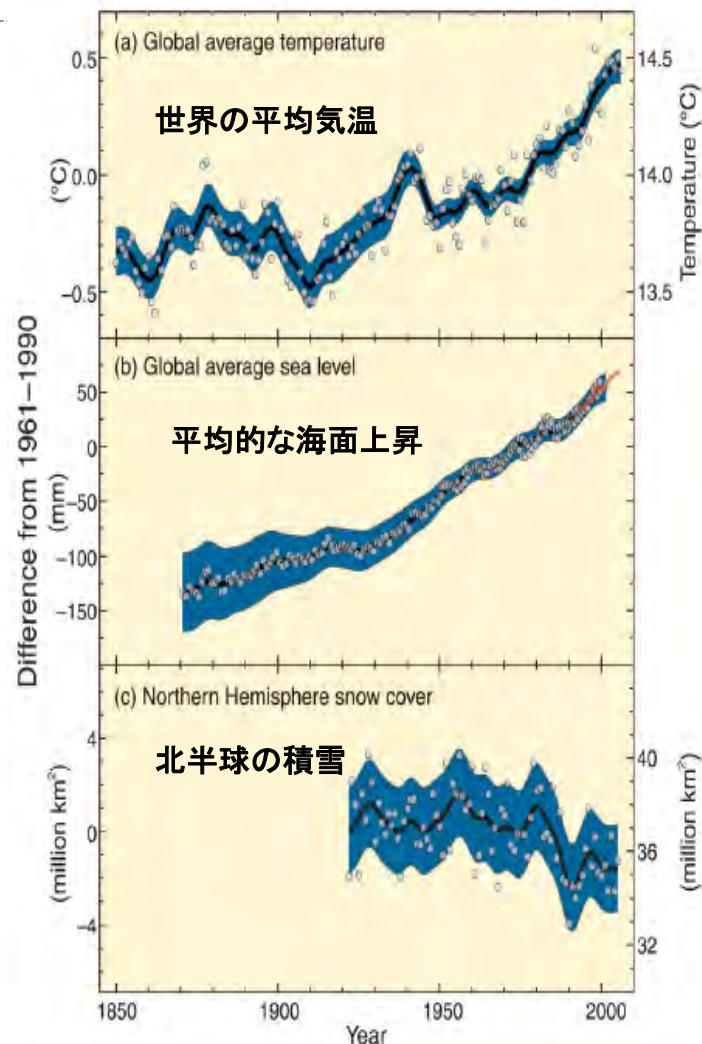 (a) Global average temperature
世界の平均気温
0.5
0.0
−0.5
(°C)
14.5
14.0
13.5
Temperature (°C)
Difference from 1961–1990
(b) Global average sea level
平均的な海面上昇
50
0
−50
−100
−150
(mm)
(c) Northern Hemisphere snow cover
北半球の積雪
4
0
−4
(million km²)
40
36
32
(million km²)
1850
1900
1950
2000
Year